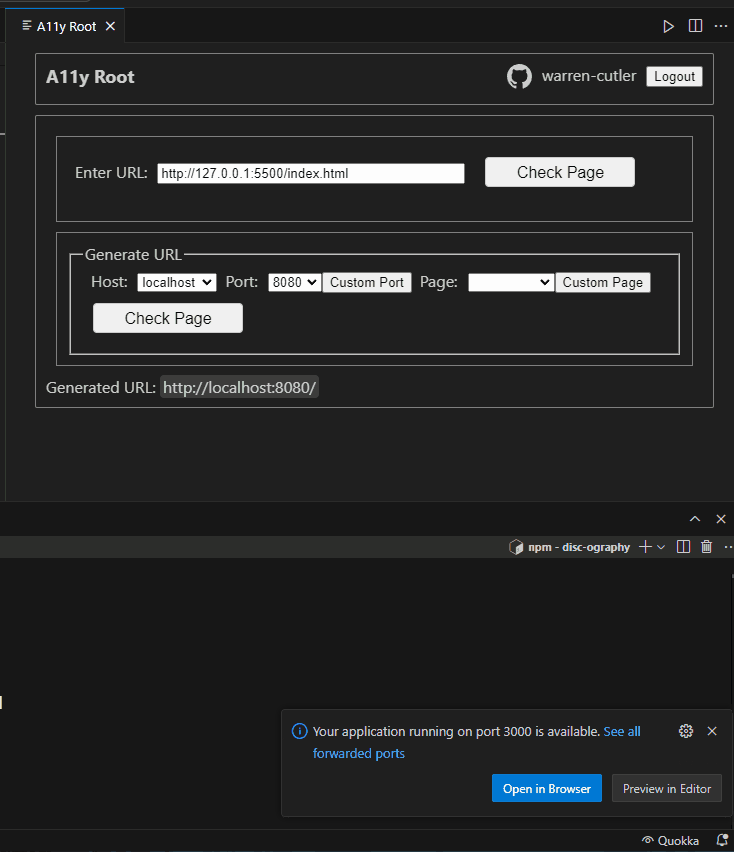 A11y Root
A11y Root
warren-cutler Logout
Enter URL: http://127.0.0.1:5500/index.html Check Page
Generate URL
Host: localhost Port: 8080 Custom Port Page: Custom Page
Check Page
Generated URL: http://localhost:8080/
npm - disc-ography
Your application running on port 3000 is available. See all
forwarded ports
Open in Browser Preview in Editor
Quokka